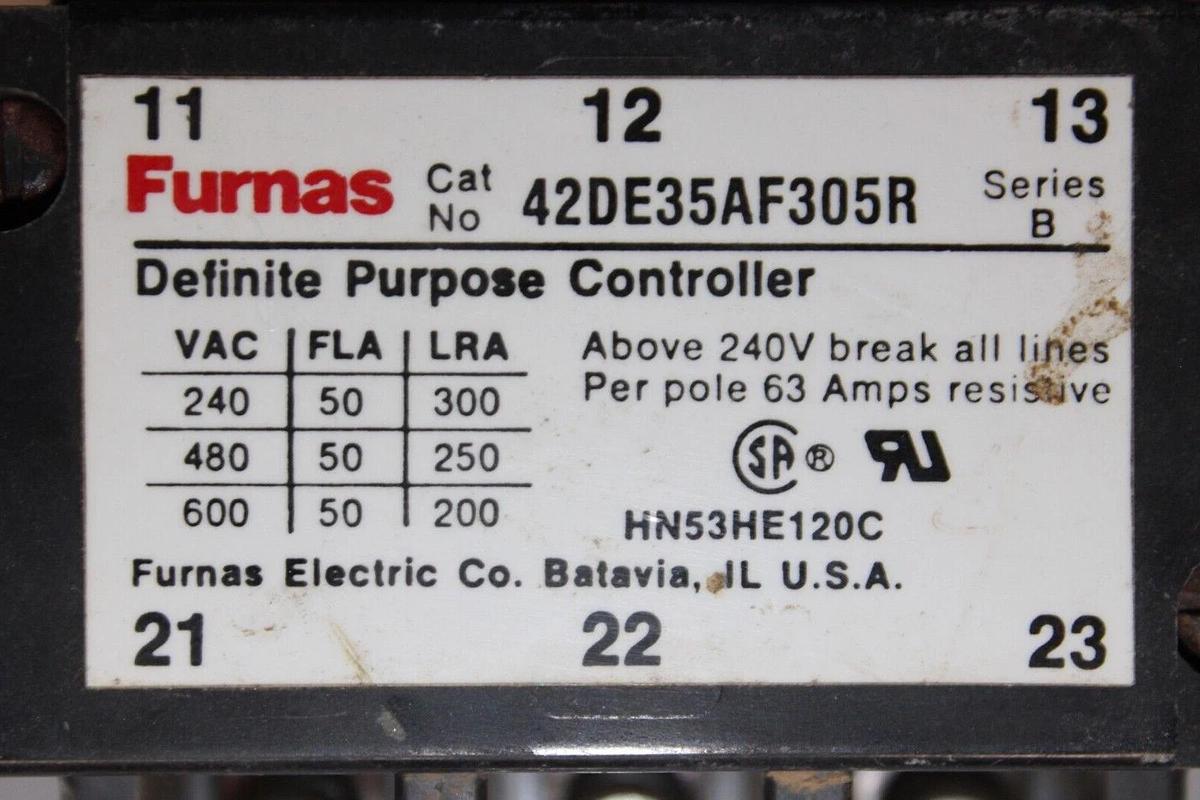 11 12 13
Furnas Cat No 42DE35AF305R Series B
Definite Purpose Controller
VAC FLA LRA
240 50 300
480 50 250
600 50 200
Above 240V break all lines
Per pole 63 Amps resistive
SA ® UR
HN53HE120C
Furnas Electric Co. Batavia, IL U.S.A.
21 22 23